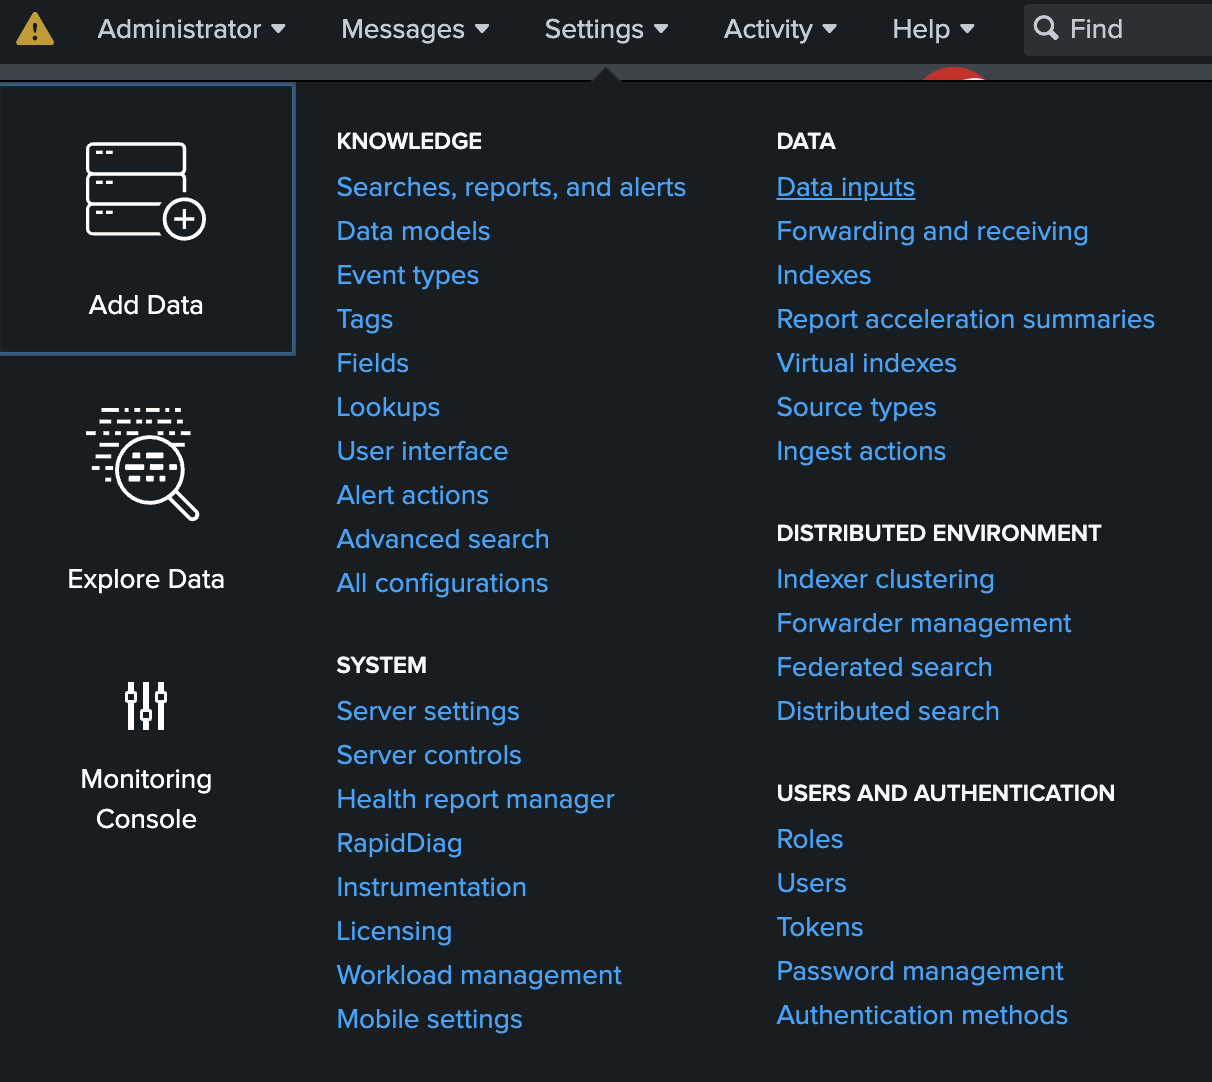 Administrator
Messages
Settings
Activity
Help
Find
Add Data
Explore Data
Monitoring
Console
KNOWLEDGE
Searches, reports, and alerts
Data models
Event types
Tags
Fields
Lookups
User interface
Alert actions
Advanced search
All configurations
SYSTEM
Server settings
Server controls
Health report manager
RapidDiag
Instrumentation
Licensing
Workload management
Mobile settings
DATA
Data inputs
Forwarding and receiving
Indexes
Report acceleration summaries
Virtual indexes
Source types
Ingest actions
DISTRIBUTED ENVIRONMENT
Indexer clustering
Forwarder management
Federated search
Distributed search
USERS AND AUTHENTICATION
Roles
Users
Tokens
Password management
Authentication methods